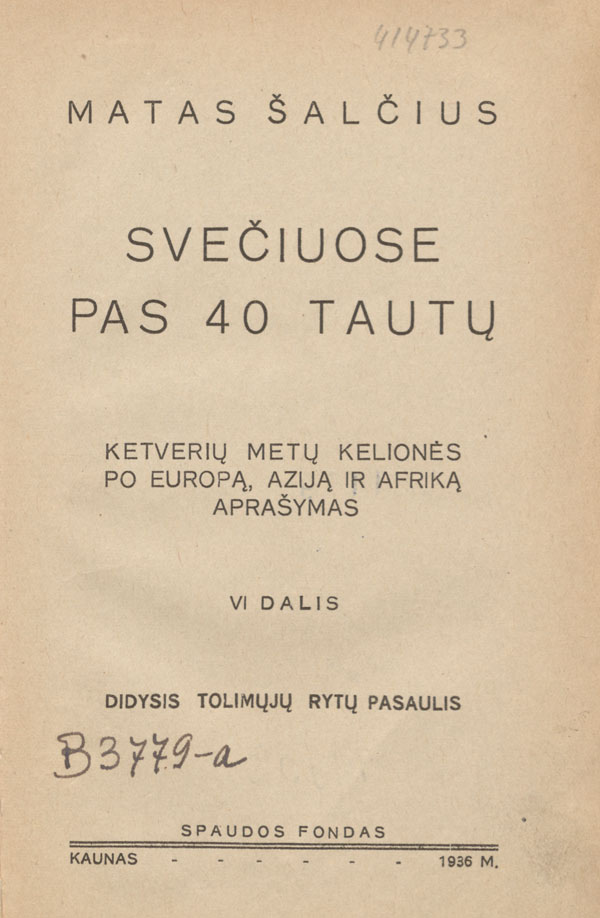 414733
MATAS ŠALČIUS
SVEČIUOSE
PAS 40 TAUTŲ
KETVERIŲ METŲ KELIONĖS
PO EUROPĄ, AZIJĄ IR AFRIKĄ
APRAŠYMAS
VI DALIS
DIDYSIS TOLIMŲJŲ RYTŲ PASAULIS
B3779-a
SPAUDOS FONDAS
KAUNAS - - - - - - 1936 M.